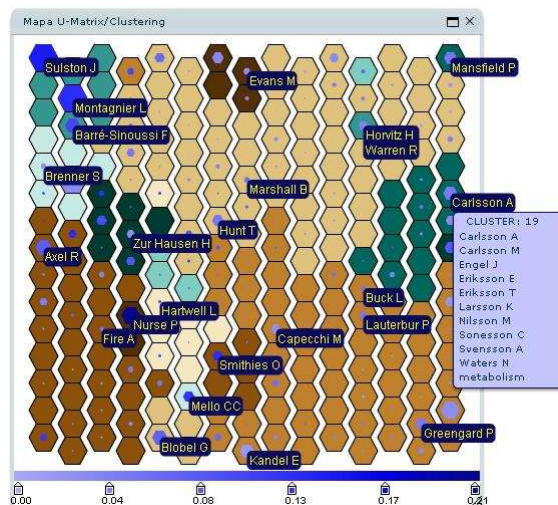 Mapa U-Matrix/Clustering
Sulston J
Evans M
Mansfield P
Montagnier L
Barré-Sinoussi F
Horvitz H
Warren R
Brenner S
Marshall B
Carlsson A
CLUSTER: 19
Carlsson A
Carlsson M
Engel J
Eriksson E
Eriksson T
Larsson K
Nilsson M
Sonesson C
Svensson A
Waters N
metabolism
Hunt T
Zur Hausen H
Axel R
Buck L
Hartwell L
Nurse P
Lauterbur P
Fire A
Capecchi M
Smithies O
Mello CC
Greengard P
Blobel G
Kandel E
0.00 0.04 0.08 0.13 0.17 0.21